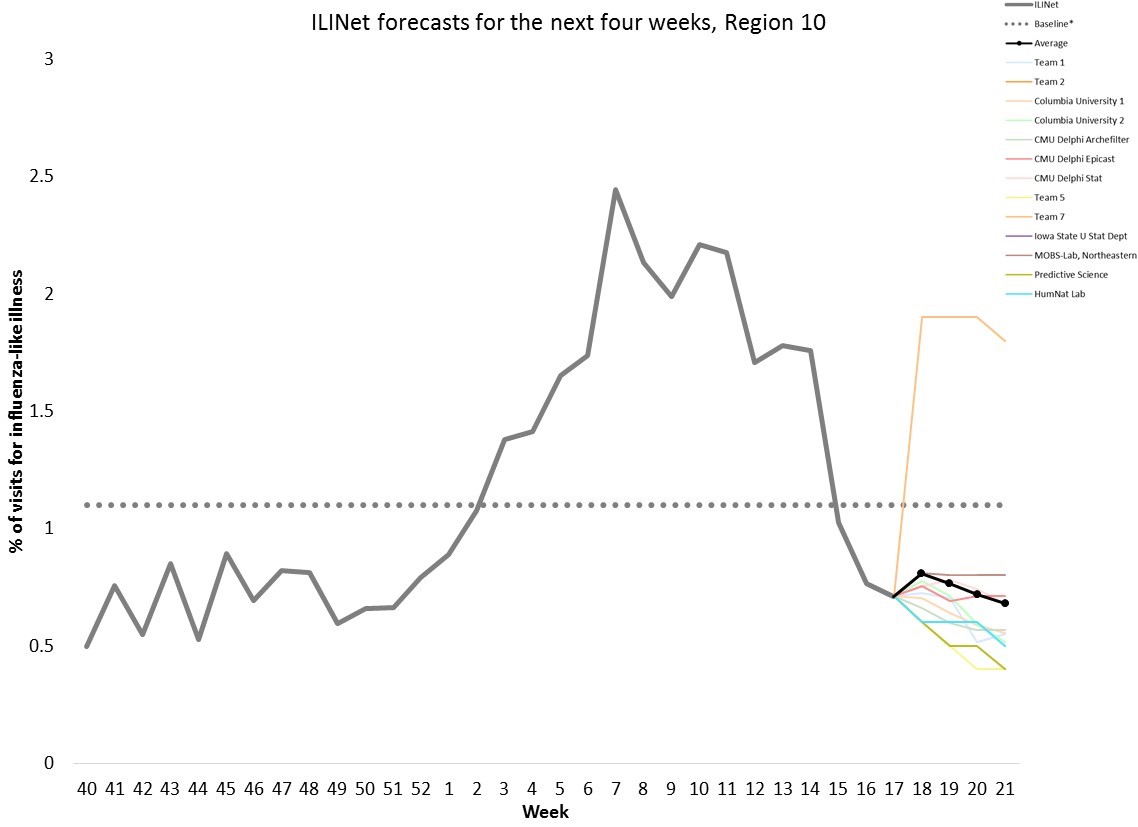 ILINet forecasts for the next four weeks, Region 10
ILINet
Baseline*
Average
Team 1
Team 2
Columbia University 1
Columbia University 2
CMU Delphi Archefilter
CMU Delphi Epicast
CMU Delphi Stat
Team 5
Team 7
Iowa State U Stat Dept
MOBS-Lab, Northeastern
Predictive Science
HumNat Lab
% of visits for influenza-like illness
3
2.5
2
1.5
1
0.5
0
40 41 42 43 44 45 46 47 48 49 50 51 52 1 2 3 4 5 6 7 8 9 10 11 12 13 14 15 16 17 18 19 20 21
Week